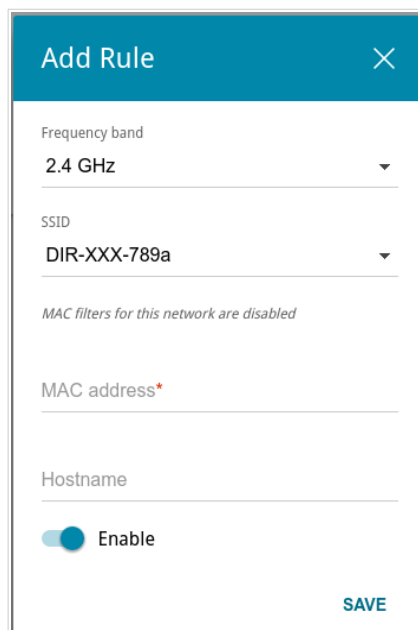 Add Rule
Frequency band
2.4 GHz
SSID
DIR-XXX-789a
MAC filters for this network are disabled
MAC address*
Hostname
Enable
SAVE